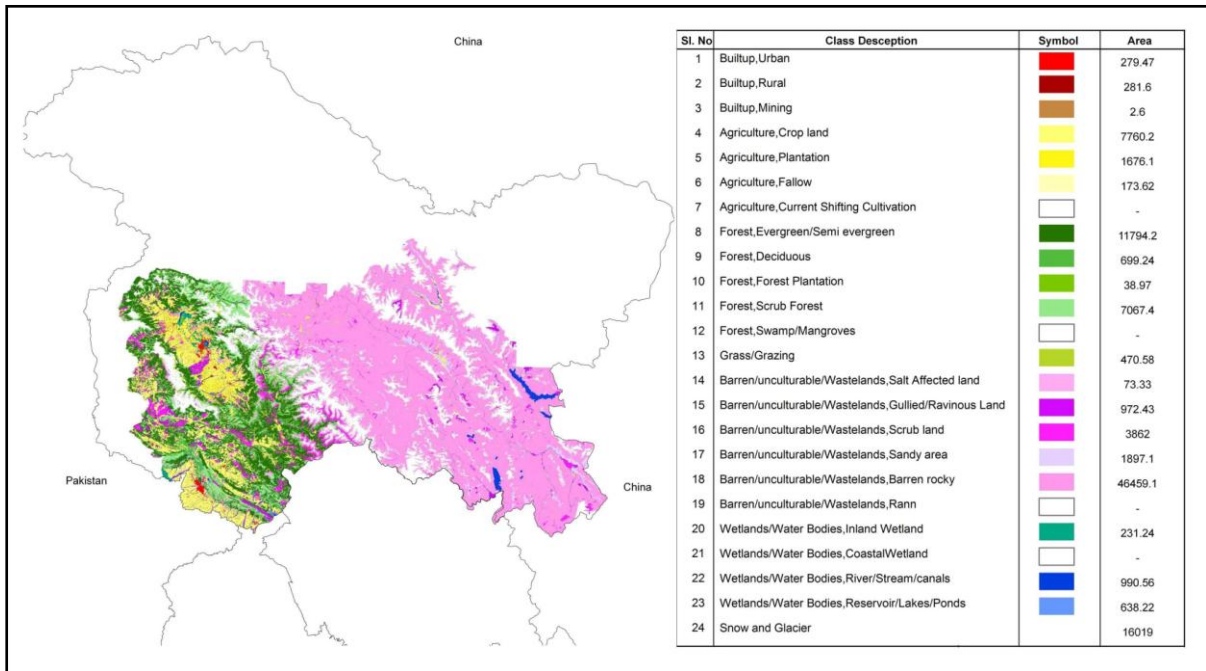 China
Pakistan
China
Sl. No Class Desception Symbol Area
1 Builtup,Urban 279.47
2 Builtup,Rural 281.6
3 Builtup,Mining 2.6
4 Agriculture,Crop land 7760.2
5 Agriculture,Plantation 1676.1
6 Agriculture,Fallow 173.62
7 Agriculture,Current Shifting Cultivation -
8 Forest,Evergreen/Semi evergreen 11794.2
9 Forest,Deciduous 699.24
10 Forest,Forest Plantation 38.97
11 Forest,Scrub Forest 7067.4
12 Forest,Swamp/Mangroves -
13 Grass/Grazing 470.58
14 Barren/unculturable/Wastelands,Salt Affected land 73.33
15 Barren/unculturable/Wastelands,Gullied/Ravinous Land 972.43
16 Barren/unculturable/Wastelands,Scrub land 3862
17 Barren/unculturable/Wastelands,Sandy area 1897.1
18 Barren/unculturable/Wastelands,Barren rocky 46459.1
19 Barren/unculturable/Wastelands,Rann -
20 Wetlands/Water Bodies,Inland Wetland 231.24
21 Wetlands/Water Bodies,CoastalWetland -
22 Wetlands/Water Bodies,River/Stream/canals 990.56
23 Wetlands/Water Bodies,Reservoir/Lakes/Ponds 638.22
24 Snow and Glacier 16019